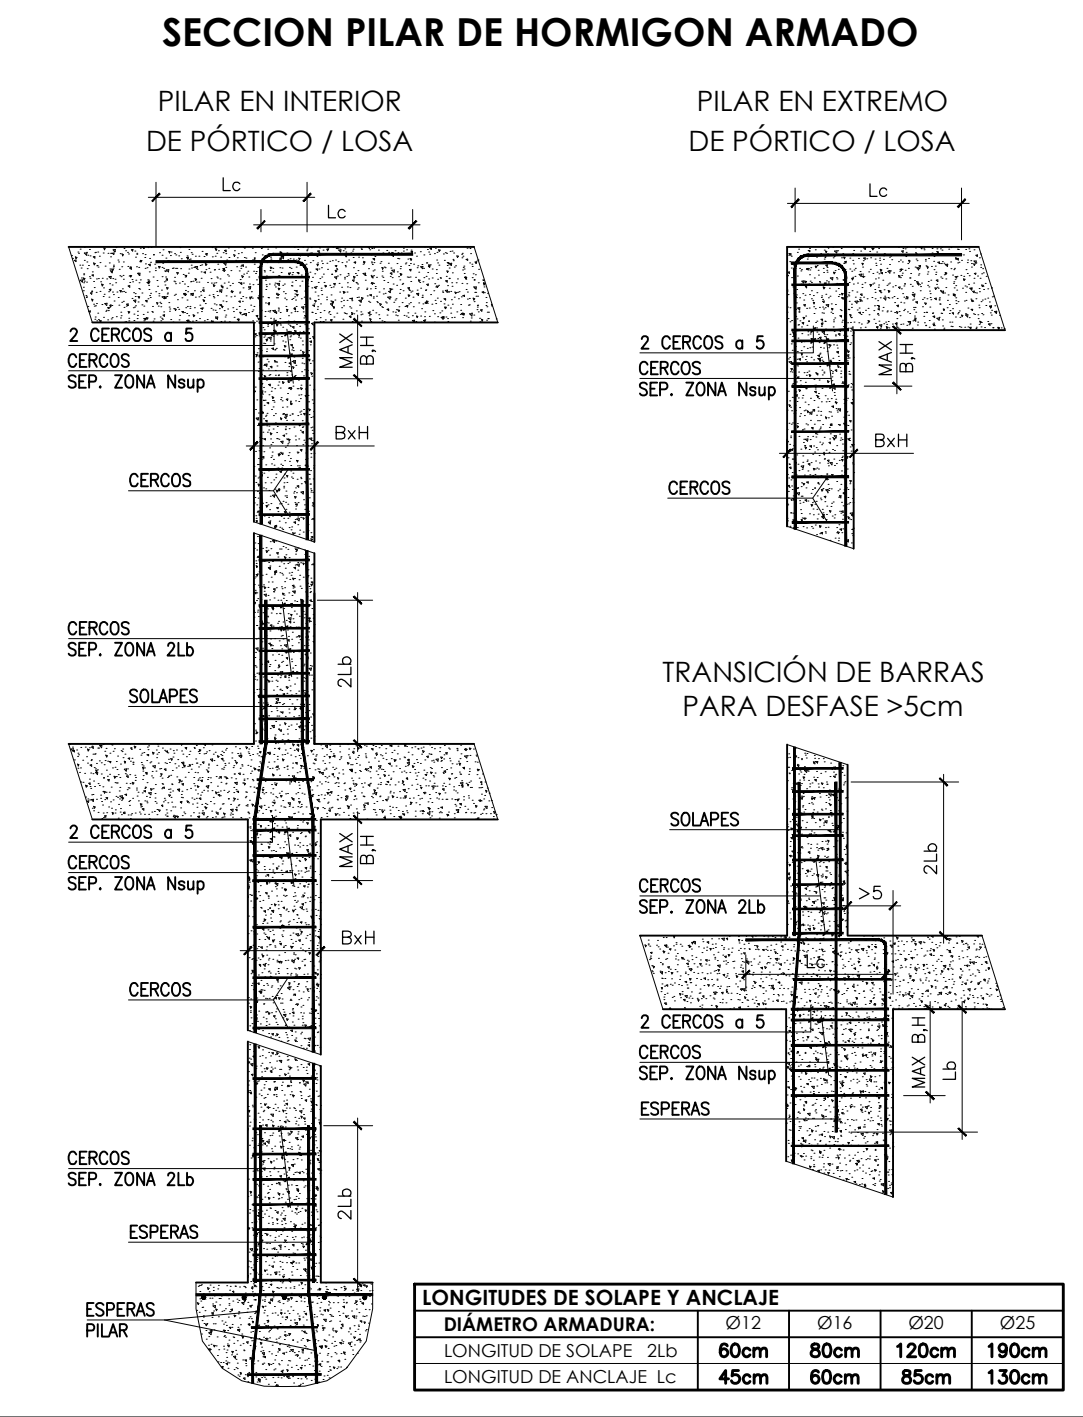 SECCION PILAR DE HORMIGON ARMADO
PILAR EN INTERIOR
DE PÓRTICO / LOSA
Lc
Lc
2 CERCOS a 5
CERCOS
SEP. ZONA Nsup
MAX
B,H
BxH
CERCOS
CERCOS
SEP. ZONA 2Lb
SOLAPES
2Lb
2 CERCOS a 5
CERCOS
SEP. ZONA Nsup
MAX
B,H
BxH
CERCOS
CERCOS
SEP. ZONA 2Lb
ESPERAS
2Lb
ESPERAS
PILAR
PILAR EN EXTREMO
DE PÓRTICO / LOSA
Lc
2 CERCOS a 5
CERCOS
SEP. ZONA Nsup
MAX
B,H
BxH
CERCOS
TRANSICIÓN DE BARRAS
PARA DESFASE >5cm
SOLAPES
2Lb
CERCOS
SEP. ZONA 2Lb
>5
Lc
2 CERCOS a 5
CERCOS
SEP. ZONA Nsup
ESPERAS
MAX B,H
Lb
LONGITUDES DE SOLAPE Y ANCLAJE
DIÁMETRO ARMADURA: Ø12 Ø16 Ø20 Ø25
LONGITUD DE SOLAPE 2Lb 60cm 80cm 120cm 190cm
LONGITUD DE ANCLAJE Lc 45cm 60cm 85cm 130cm